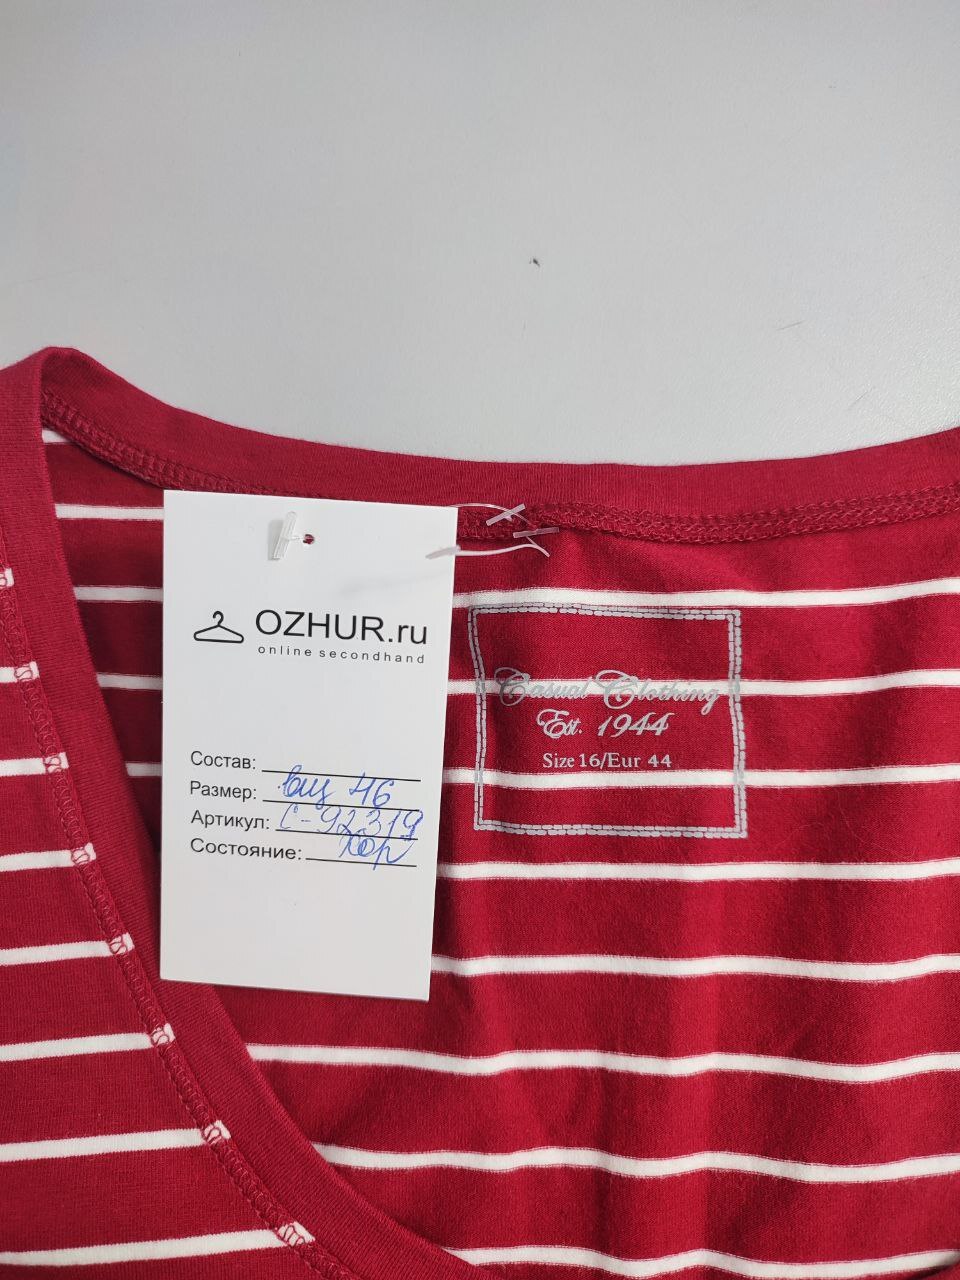 OZHUR.ru
online secondhand
Состав:
Размер: 46
Артикул: С-92319
Состояние: хор
Casual Clothing
Est. 1944
Size 16/Eur 44